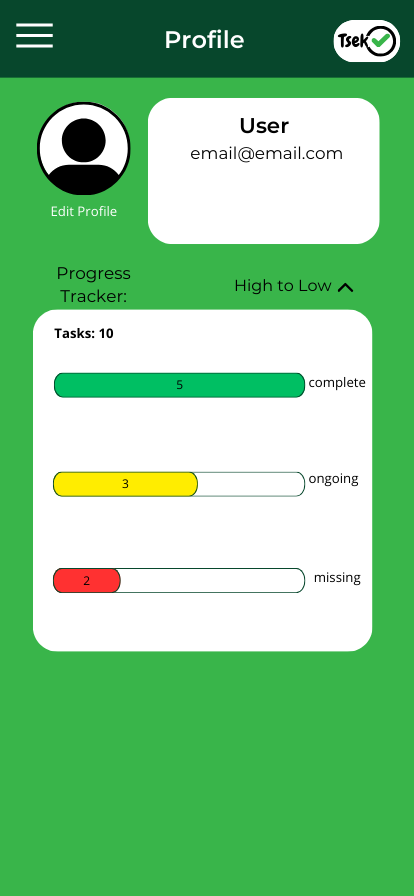 Profile
Tsek
User
email@email.com
Edit Profile
Progress
Tracker:
High to Low
Tasks: 10
5
complete
3
ongoing
2
missing